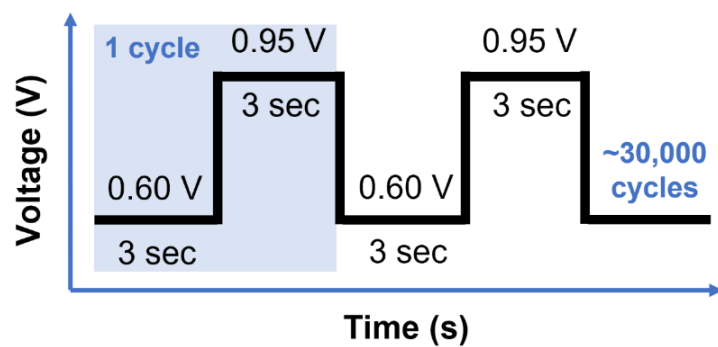 Voltage (V)
1 cycle
0.95 V
3 sec
0.60 V
3 sec
0.95 V
3 sec
0.60 V
3 sec
~30,000
cycles
Time (s)